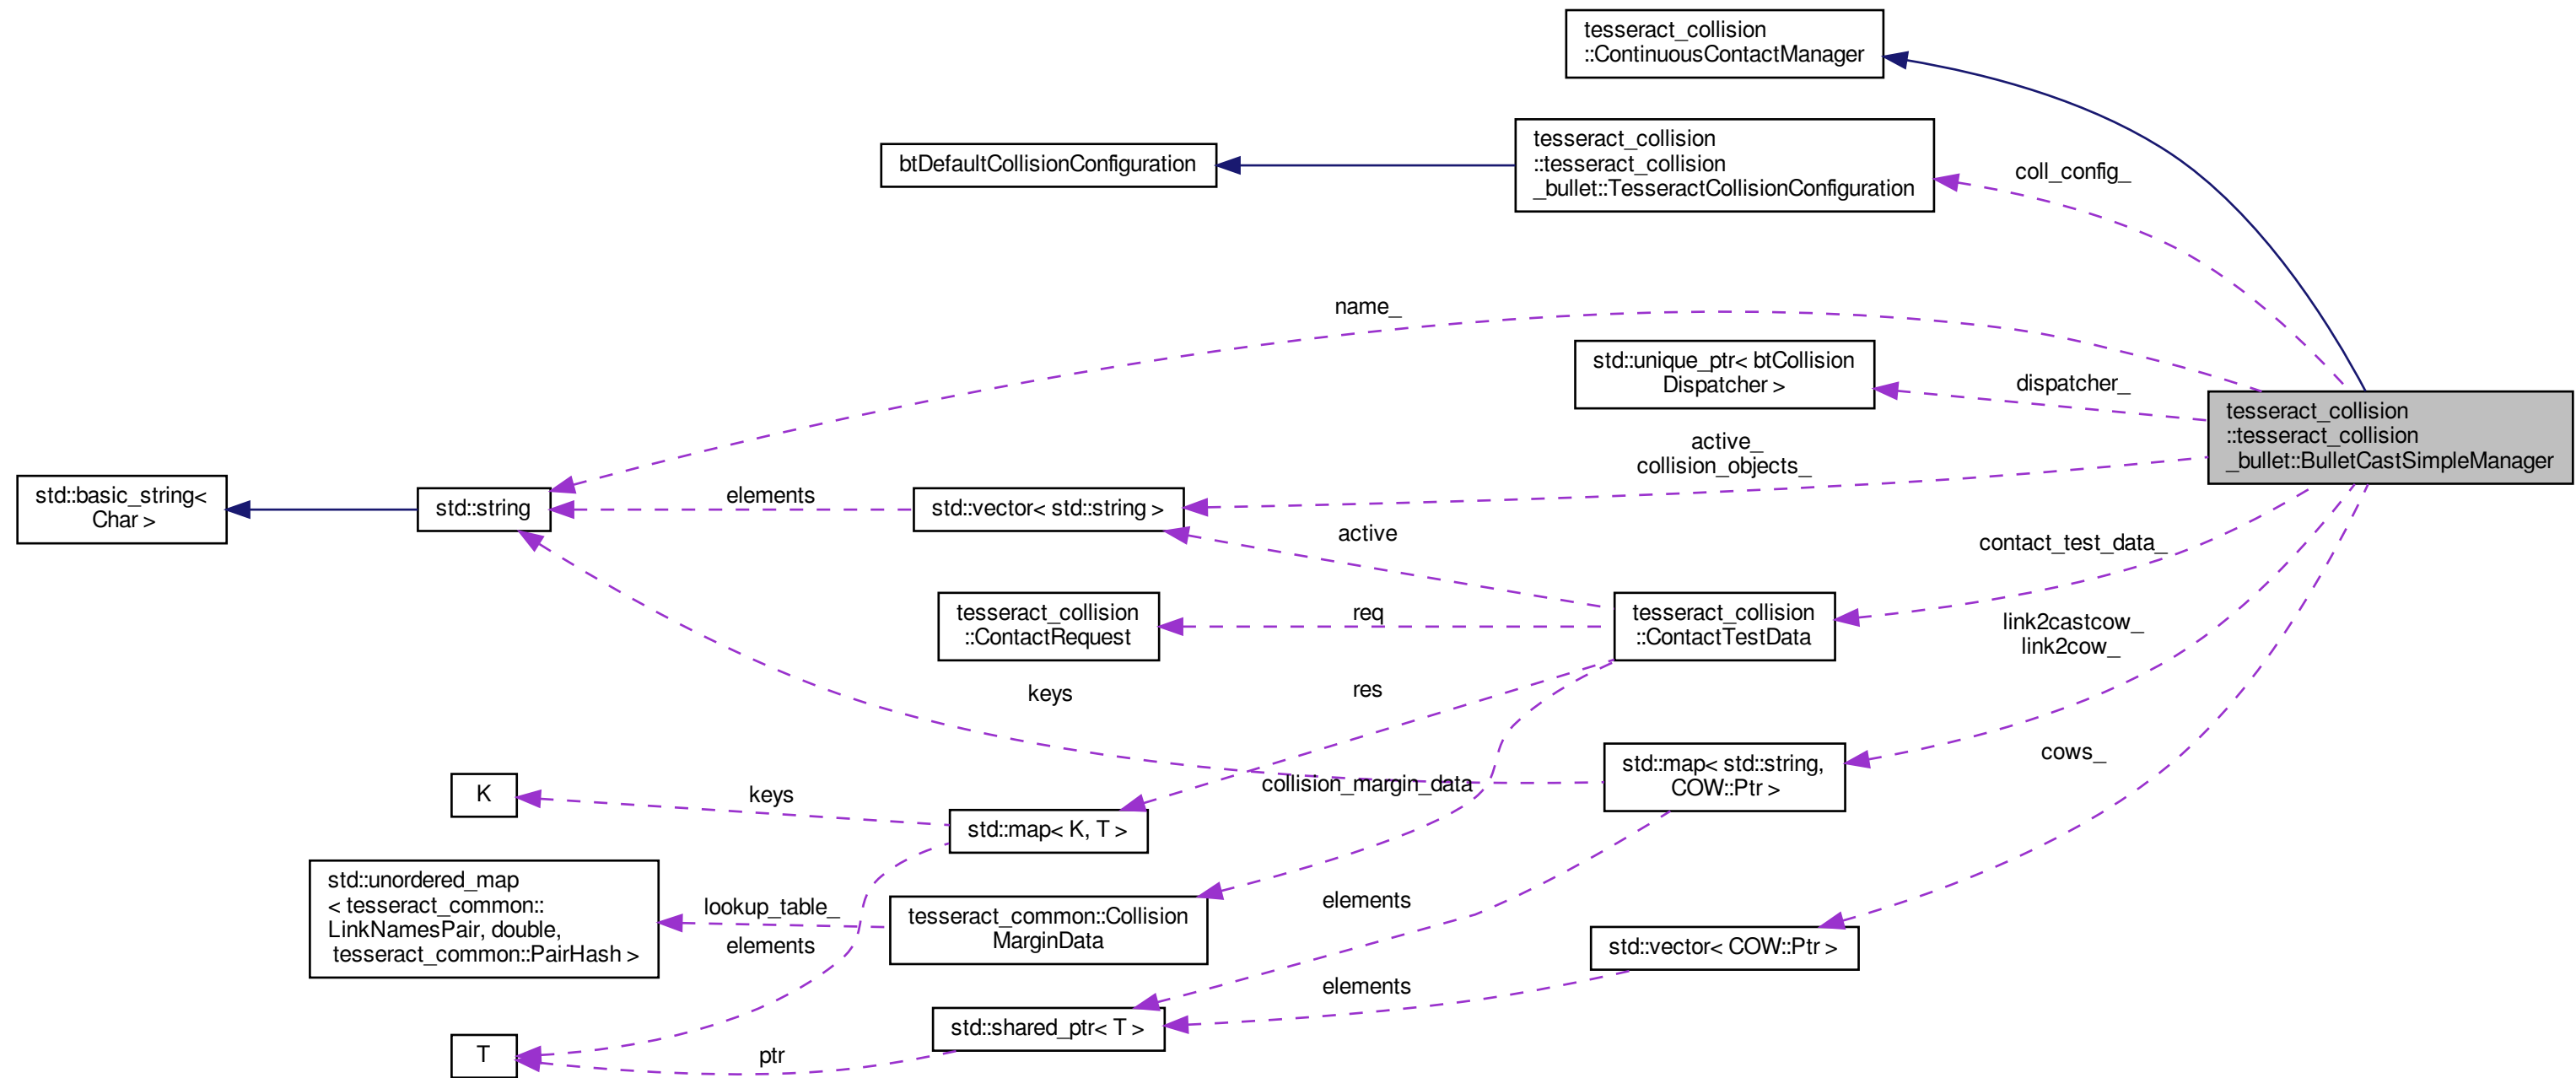 tesseract_collision
::ContinuousContactManager
tesseract_collision
::tesseract_collision
_bullet::TesseractCollisionConfiguration
btDefaultCollisionConfiguration
coll_config_
name_
std::unique_ptr< btCollision
Dispatcher >
dispatcher_
tesseract_collision
::tesseract_collision
_bullet::BulletCastSimpleManager
active_
collision_objects_
std::basic_string<
Char >
std::string
elements
std::vector< std::string >
active
contact_test_data_
tesseract_collision
::ContactRequest
req
tesseract_collision
::ContactTestData
link2castcow_
link2cow_
keys
res
std::map< std::string,
COW::Ptr >
cows_
collision_margin_data
K
keys
std::map< K, T >
std::unordered_map
< tesseract_common::
LinkNamesPair, double,
tesseract_common::PairHash >
lookup_table_
elements
tesseract_common::Collision
MarginData
elements
std::vector< COW::Ptr >
elements
std::shared_ptr< T >
T
ptr